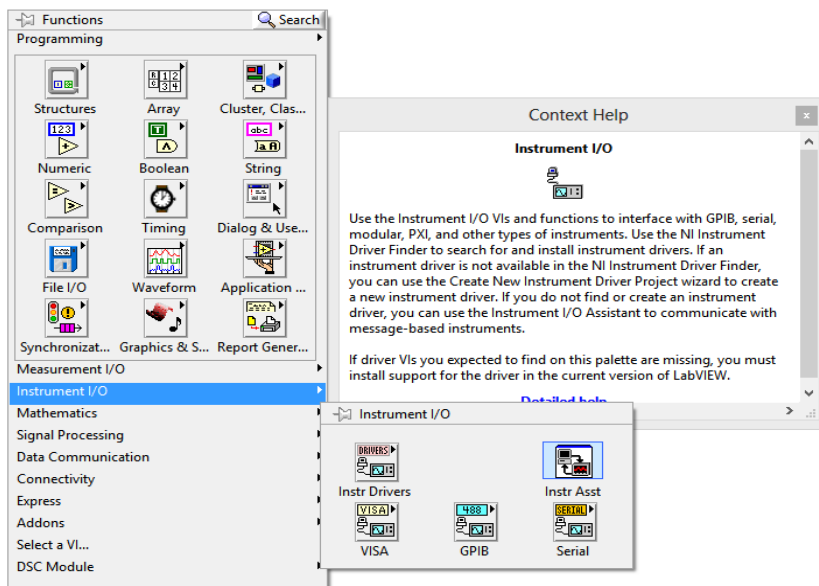 Functions
Search
Programming
Structures
Array
Cluster, Clas...
Numeric
Boolean
String
Comparison
Timing
Dialog & Use...
File I/O
Waveform
Application ...
Synchronizat...
Graphics & S...
Report Gener...
Measurement I/O
Instrument I/O
Mathematics
Signal Processing
Data Communication
Connectivity
Express
Addons
Select a VI...
DSC Module
Context Help
Instrument I/O
Use the Instrument I/O VIs and functions to interface with GPIB, serial,
modular, PXI, and other types of instruments. Use the NI Instrument
Driver Finder to search for and install instrument drivers. If an
instrument driver is not available in the NI Instrument Driver Finder,
you can use the Create New Instrument Driver Project wizard to create
a new instrument driver. If you do not find or create an instrument
driver, you can use the Instrument I/O Assistant to communicate with
message-based instruments.
If driver VIs you expected to find on this palette are missing, you must
install support for the driver in the current version of LabVIEW.
Detailed help
Instrument I/O
DRIVERS
Instr Drivers
Instr Asst
VISA
488
SERIAL
VISA
GPIB
Serial